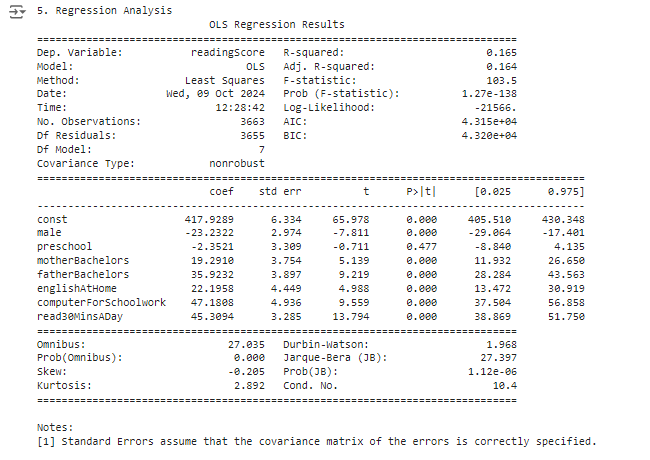 5. Regression Analysis
                            OLS Regression Results
==============================================================================
Dep. Variable:           readingScore   R-squared:                       0.165
Model:                            OLS   Adj. R-squared:                  0.164
Method:                 Least Squares   F-statistic:                     103.5
Date:                Wed, 09 Oct 2024   Prob (F-statistic):          1.27e-138
Time:                        12:28:42   Log-Likelihood:                -21566.
No. Observations:                3663   AIC:                         4.315e+04
Df Residuals:                    3655   BIC:                         4.320e+04
Df Model:                           7
Covariance Type:            nonrobust
=========================================================================================
                            coef    std err          t      P>|t|      [0.025      0.975]
-----------------------------------------------------------------------------------------
const                   417.9289      6.334     65.978      0.000     405.510     430.348
male                    -23.2322      2.974     -7.811      0.000     -29.064     -17.401
preschool                -2.3521      3.309     -0.711      0.477      -8.840       4.135
motherBachelors          19.2910      3.754      5.139      0.000      11.932      26.650
fatherBachelors          35.9232      3.897      9.219      0.000      28.284      43.563
englishAtHome            22.1958      4.449      4.988      0.000      13.472      30.919
computerForSchoolwork    47.1808      4.936      9.559      0.000      37.504      56.858
read30MinsADay           45.3094      3.285     13.794      0.000      38.869      51.750
==============================================================================
Omnibus:                       27.035   Durbin-Watson:                   1.968
Prob(Omnibus):                  0.000   Jarque-Bera (JB):               27.397
Skew:                          -0.205   Prob(JB):                     1.12e-06
Kurtosis:                       2.892   Cond. No.                         10.4
==============================================================================
Notes:
[1] Standard Errors assume that the covariance matrix of the errors is correctly specified.